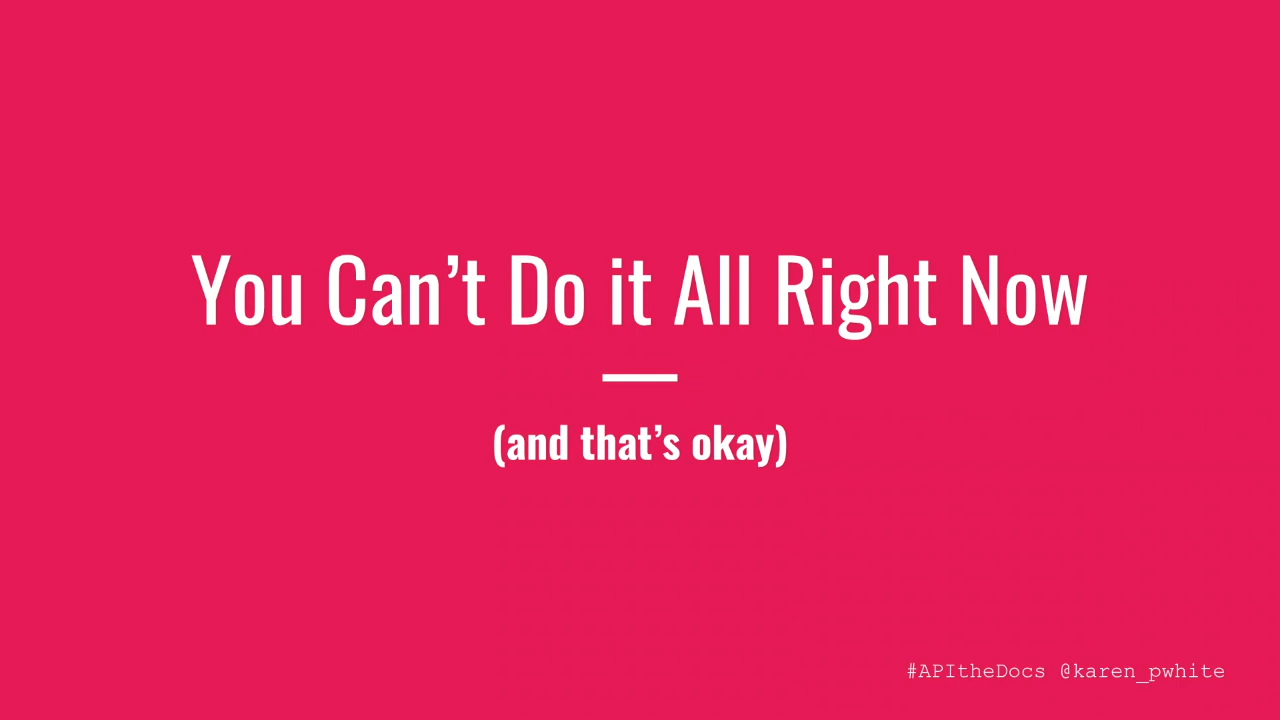 You Can’t Do it All Right Now
(and that’s okay)
#APItheDocs @karen_pwhite